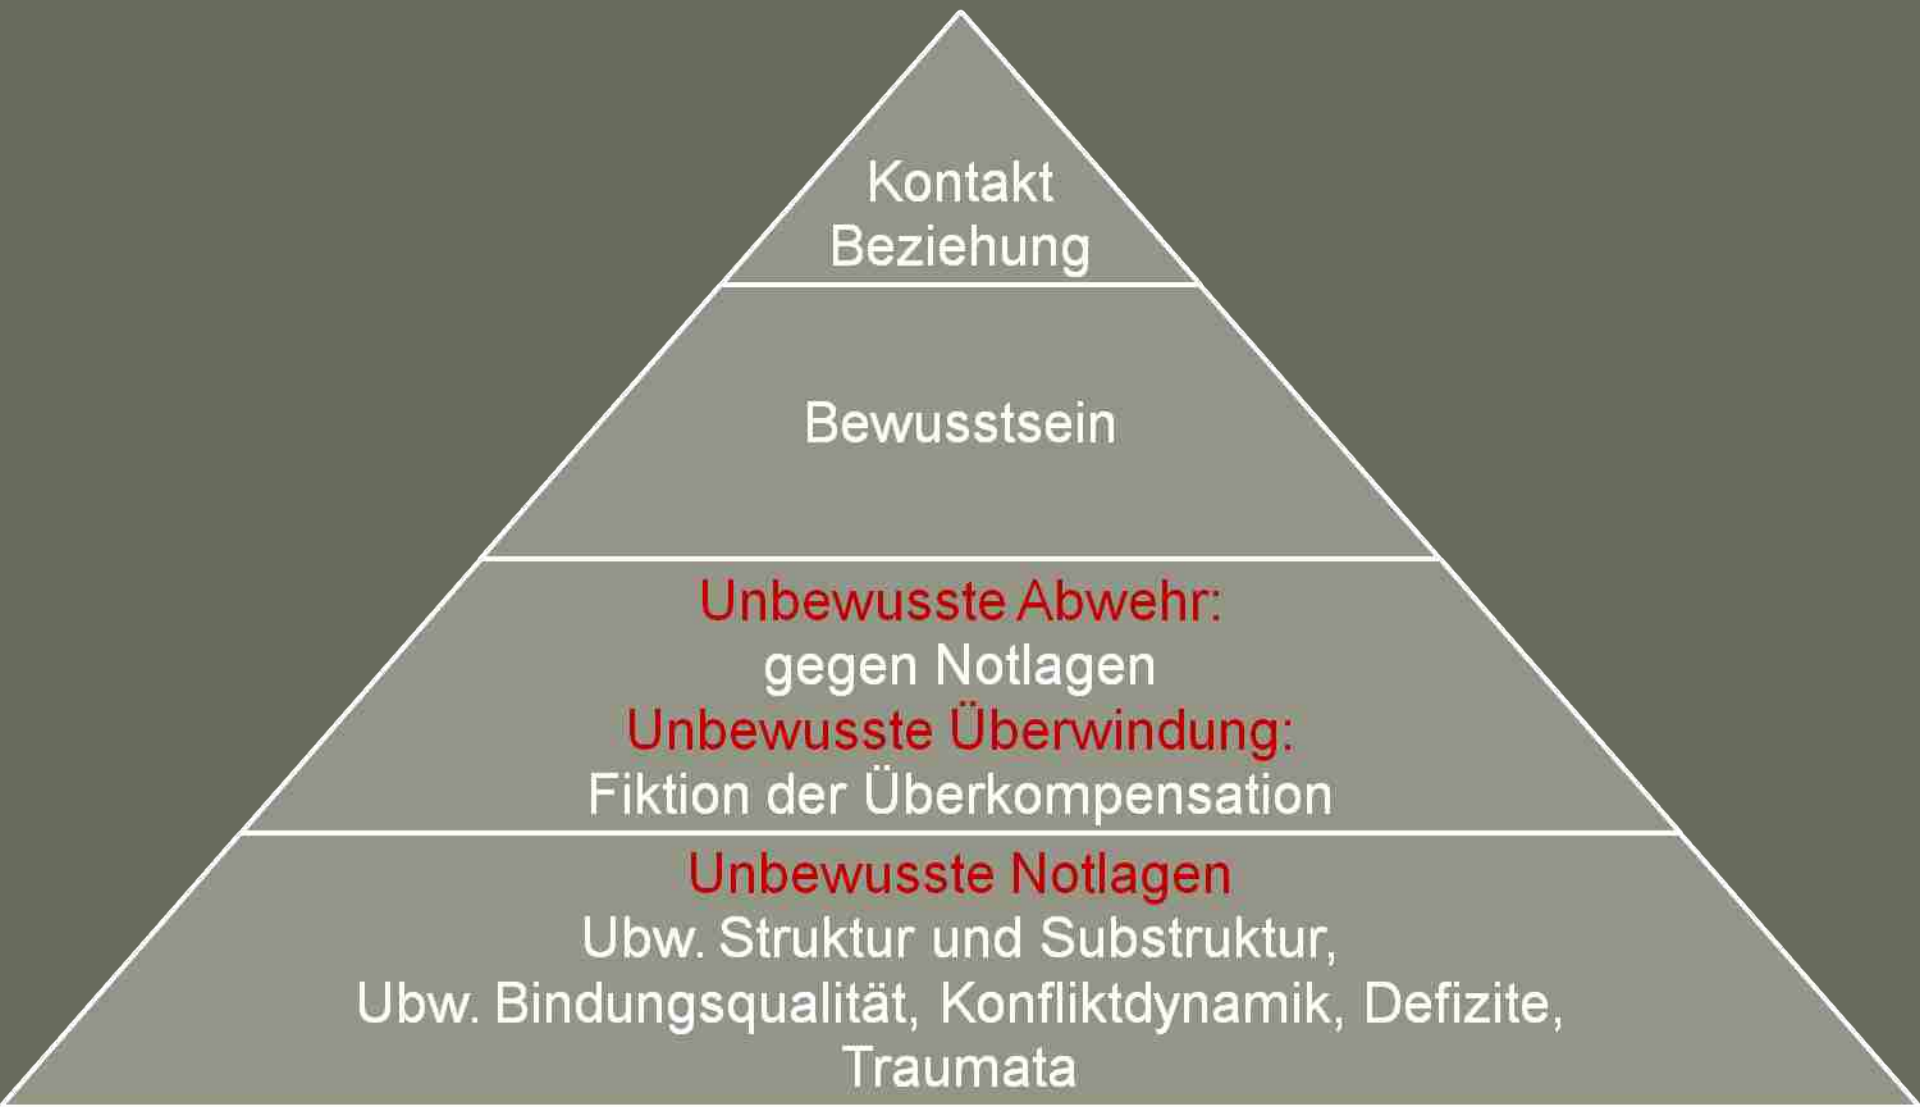 Kontakt
Beziehung
Bewusstsein
Unbewusste Abwehr:
gegen Notlagen
Unbewusste Überwindung:
Fiktion der Überkompensation
Unbewusste Notlagen
Ubw. Struktur und Substruktur,
Ubw. Bindungsqualität, Konfliktdynamik, Defizite,
Traumata